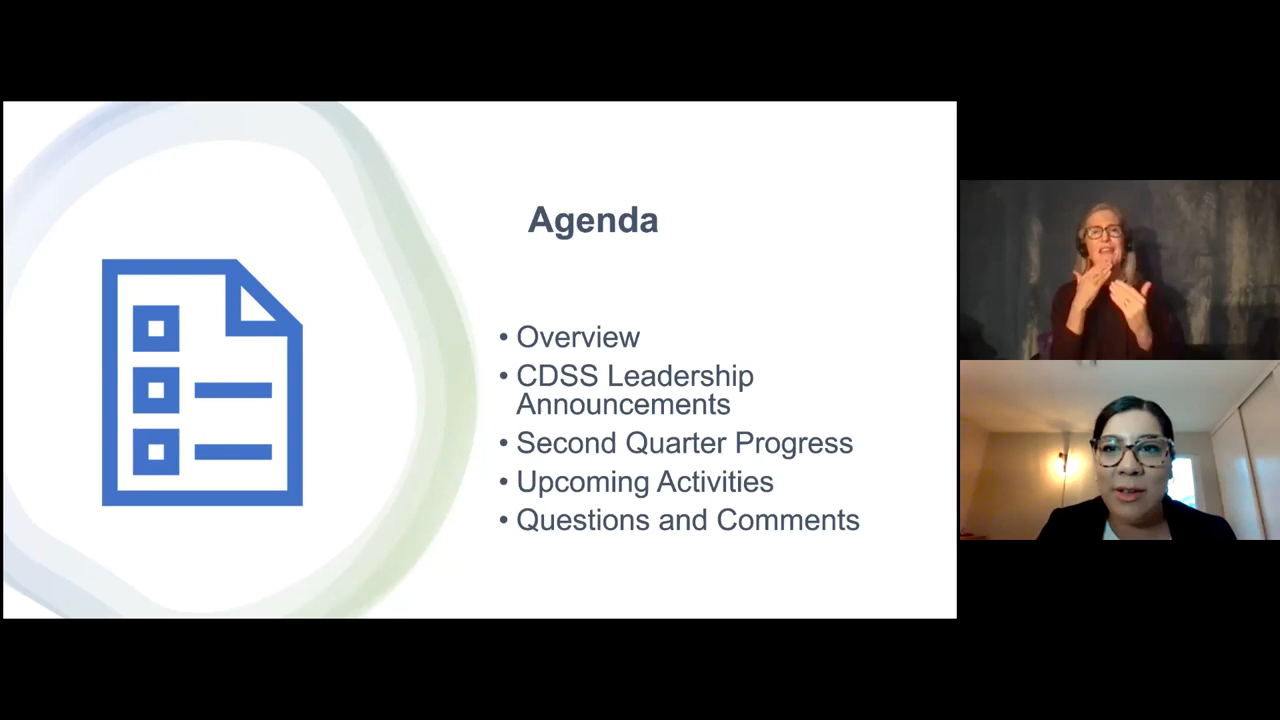 Agenda
• Overview
• CDSS Leadership
Announcements
• Second Quarter Progress
• Upcoming Activities
• Questions and Comments